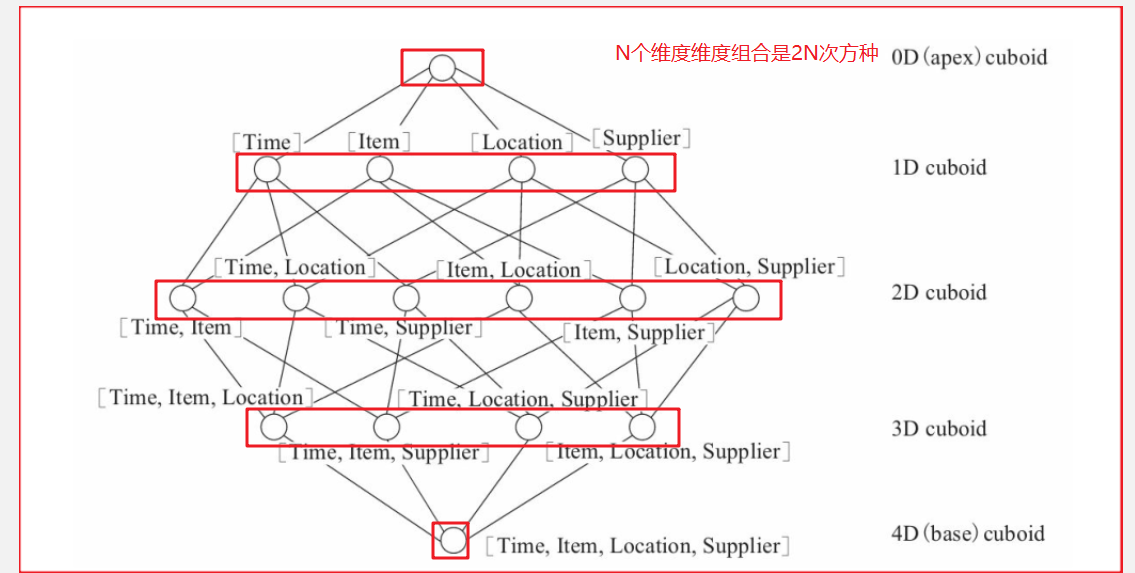 N个维度维度组合是2N次方种
0D(apex)cuboid
[Time] [Item] [Location] [Supplier]
1D cuboid
[Time, Location] [Item, Location] [Location, Supplier]
2D cuboid
[Time, Item] [Time, Supplier] [Item, Supplier]
[Time, Item, Location] [Time, Location, Supplier]
3D cuboid
[Time, Item, Supplier] [Item, Location, Supplier]
4D(base)cuboid
[Time, Item, Location, Supplier]